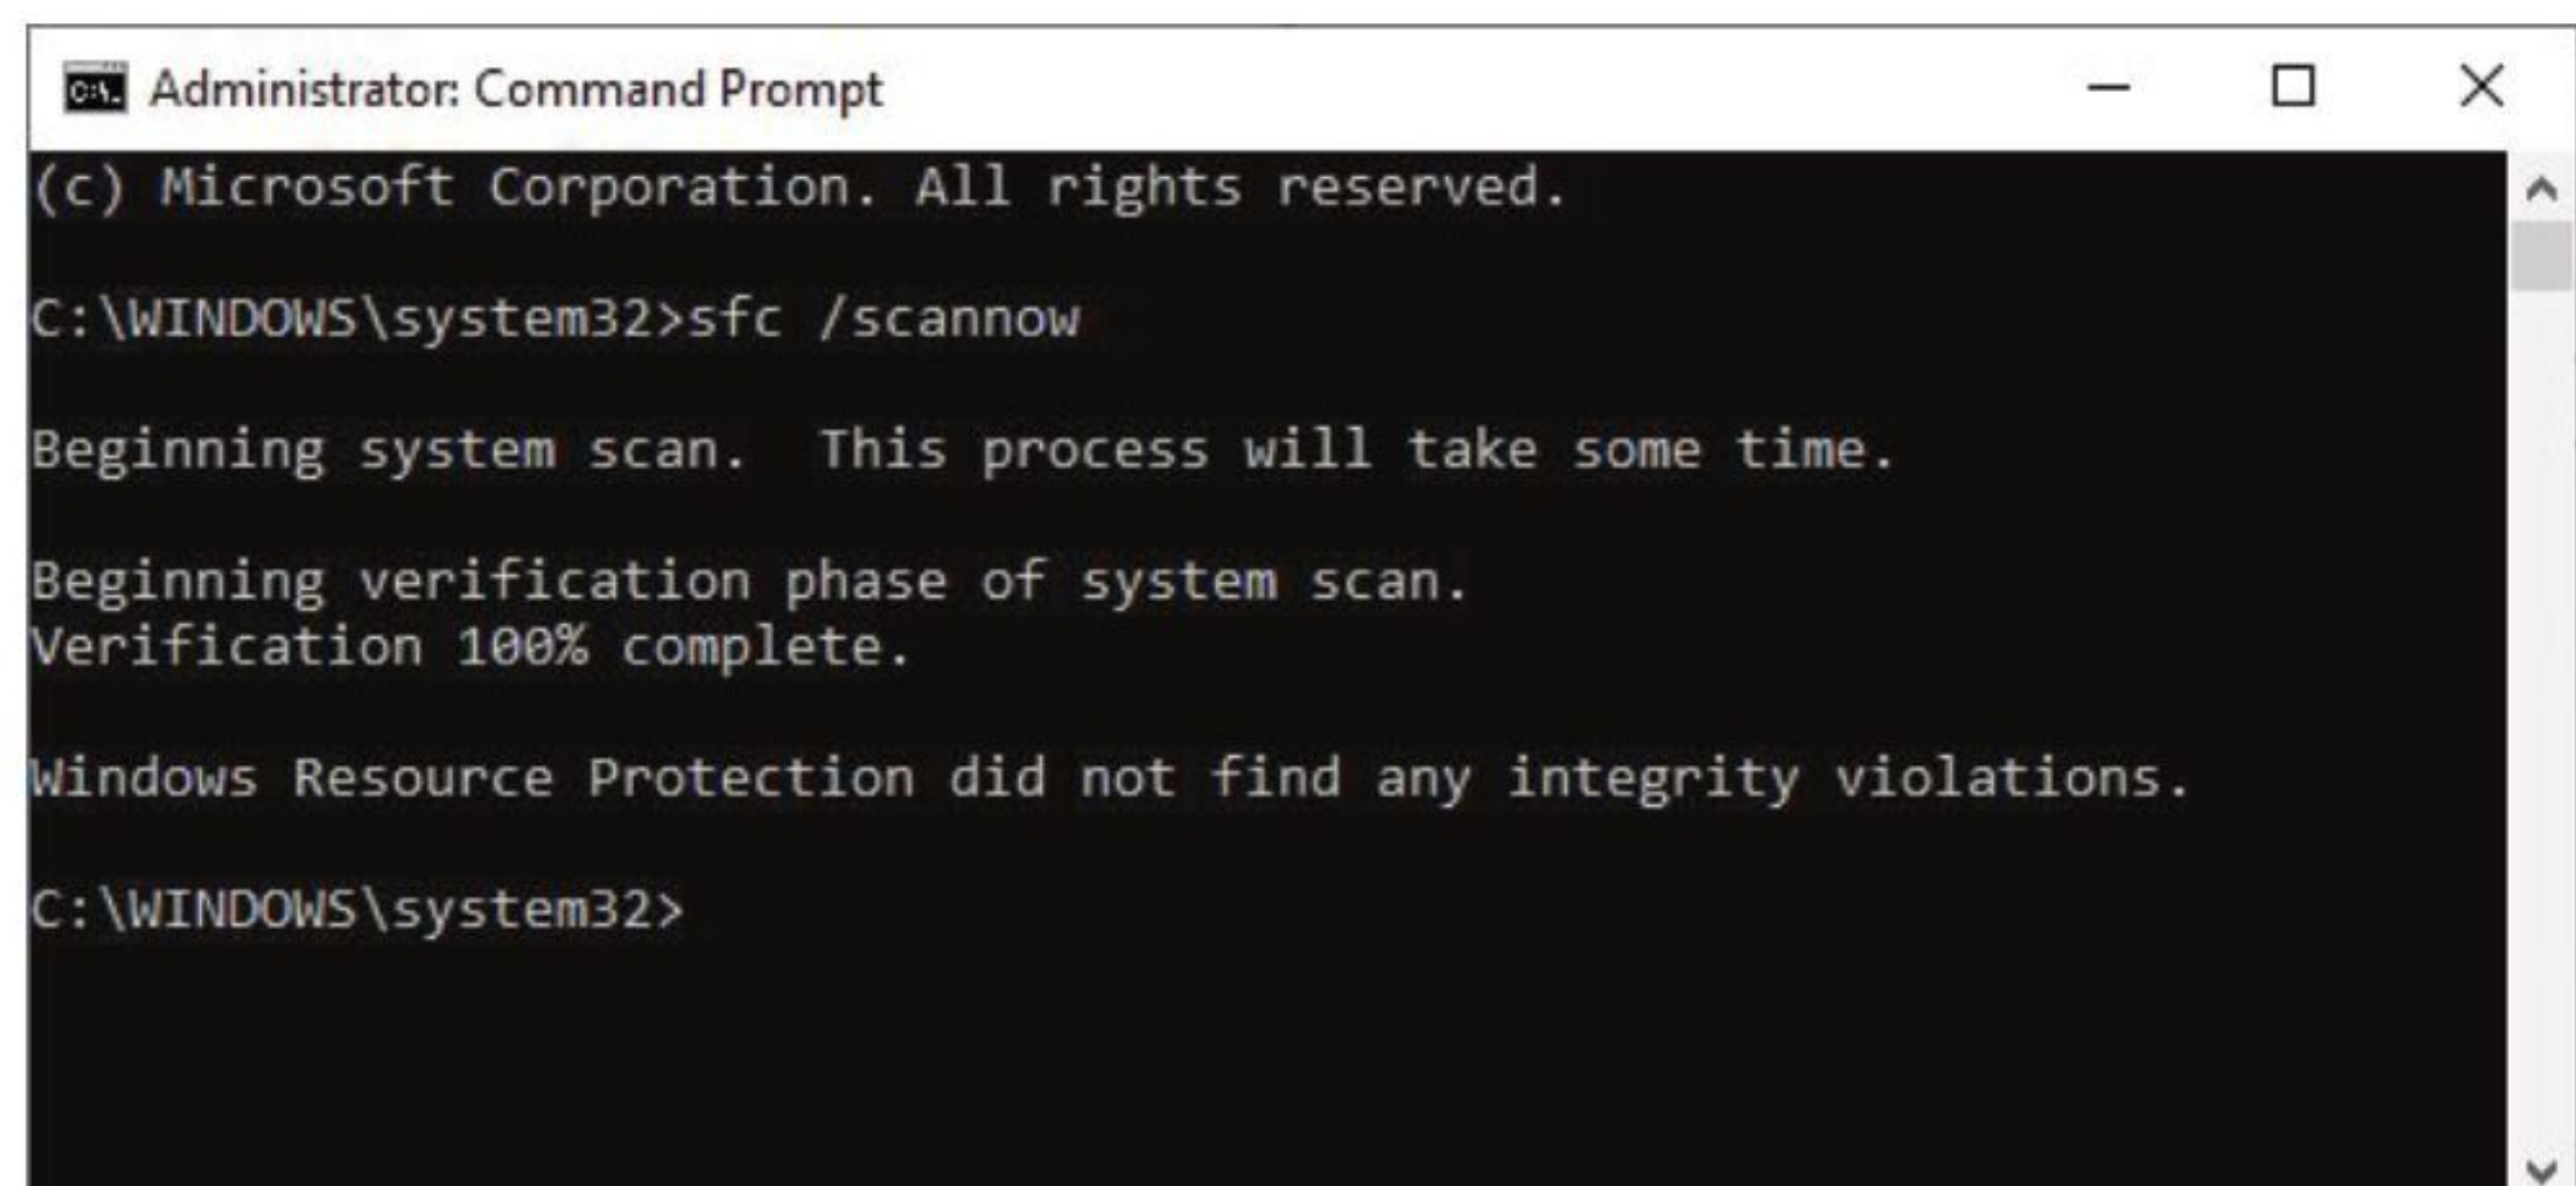 Administrator: Command Prompt
(c) Microsoft Corporation. All rights reserved.
C:\WINDOWS\system32>sfc /scannow
Beginning system scan.  This process will take some time.
Beginning verification phase of system scan.
Verification 100% complete.
Windows Resource Protection did not find any integrity violations.
C:\WINDOWS\system32>